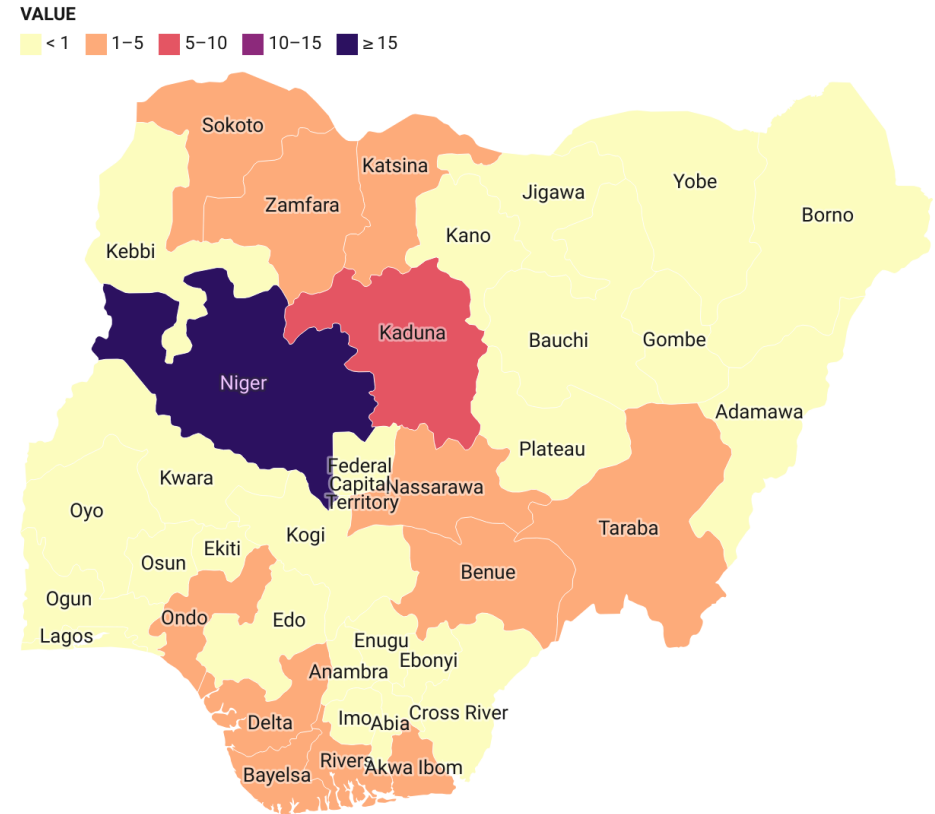 VALUE
< 1
1–5
5–10
10–15
≥ 15
Sokoto
Katsina
Zamfara
Jigawa
Yobe
Borno
Kano
Kebbi
Kaduna
Bauchi
Gombe
Niger
Adamawa
Plateau
Federal
Capital
Territory
Nassarawa
Kwara
Oyo
Taraba
Kogi
Ekiti
Osun
Benue
Ogun
Ondo
Edo
Lagos
Enugu
Ebonyi
Anambra
Delta
Imo
Abia
Cross River
Rivers
Akwa Ibom
Bayelsa